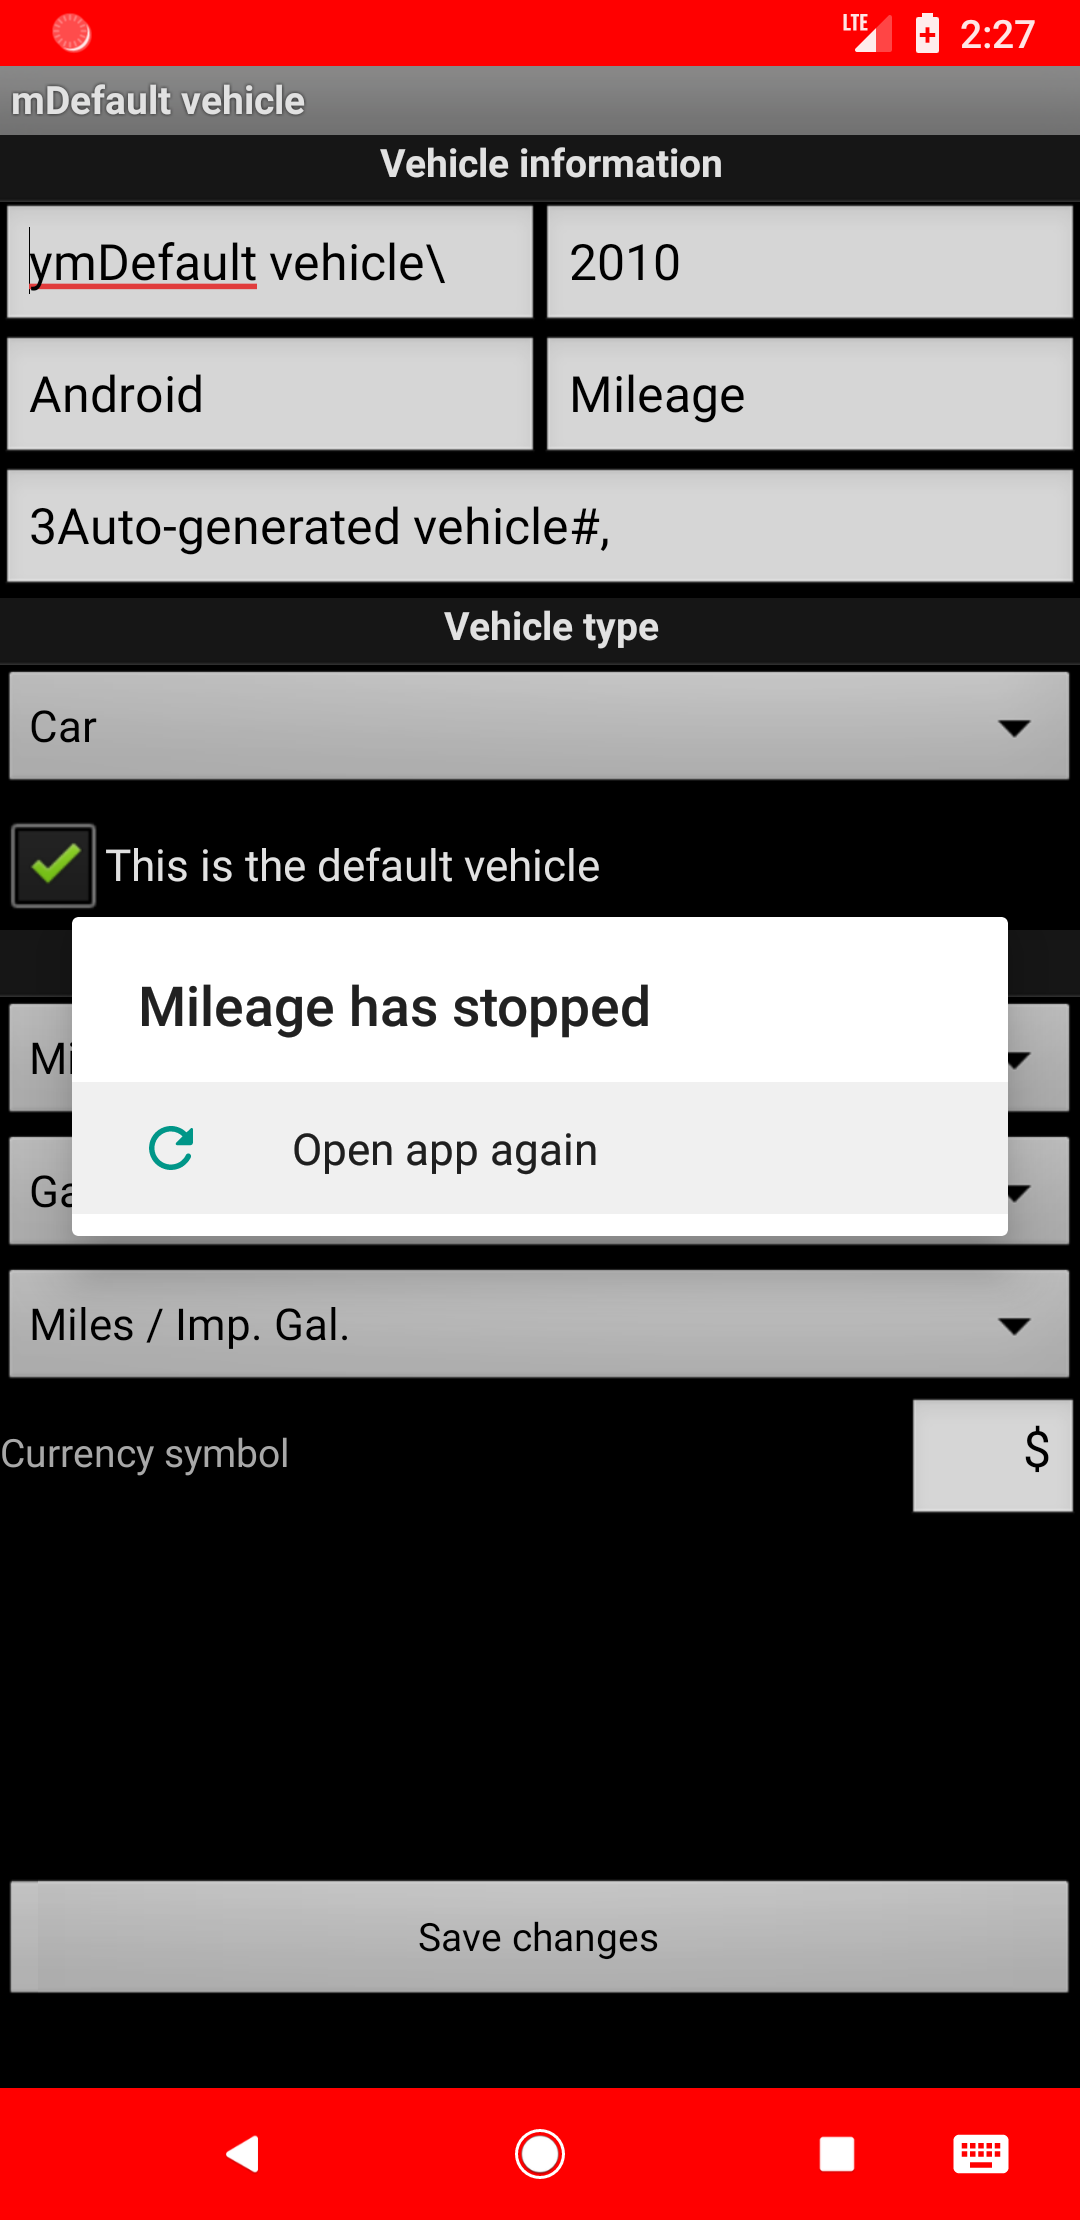 LTE 2:27
mDefault vehicle
Vehicle information
ymDefault vehicle\ 2010
Android Mileage
3Auto-generated vehicle#,
Vehicle type
Car
This is the default vehicle
Mileage has stopped
Mi
Open app again
Ga
Miles / Imp. Gal.
Currency symbol $
Save changes